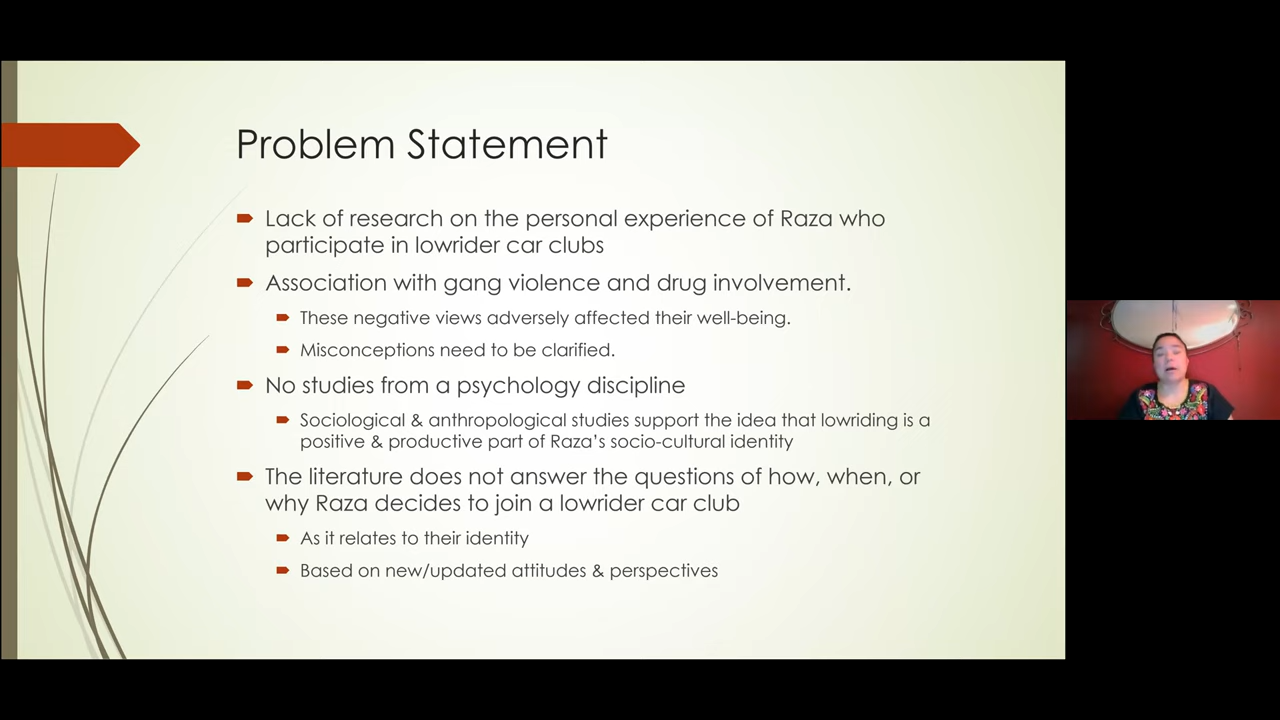 Problem Statement
Lack of research on the personal experience of Raza who
participate in lowrider car clubs
Association with gang violence and drug involvement.
These negative views adversely affected their well-being.
Misconceptions need to be clarified.
No studies from a psychology discipline
Sociological & anthropological studies support the idea that lowriding is a
positive & productive part of Raza's socio-cultural identity
The literature does not answer the questions of how, when, or
why Raza decides to join a lowrider car club
As it relates to their identity
Based on new/updated attitudes & perspectives